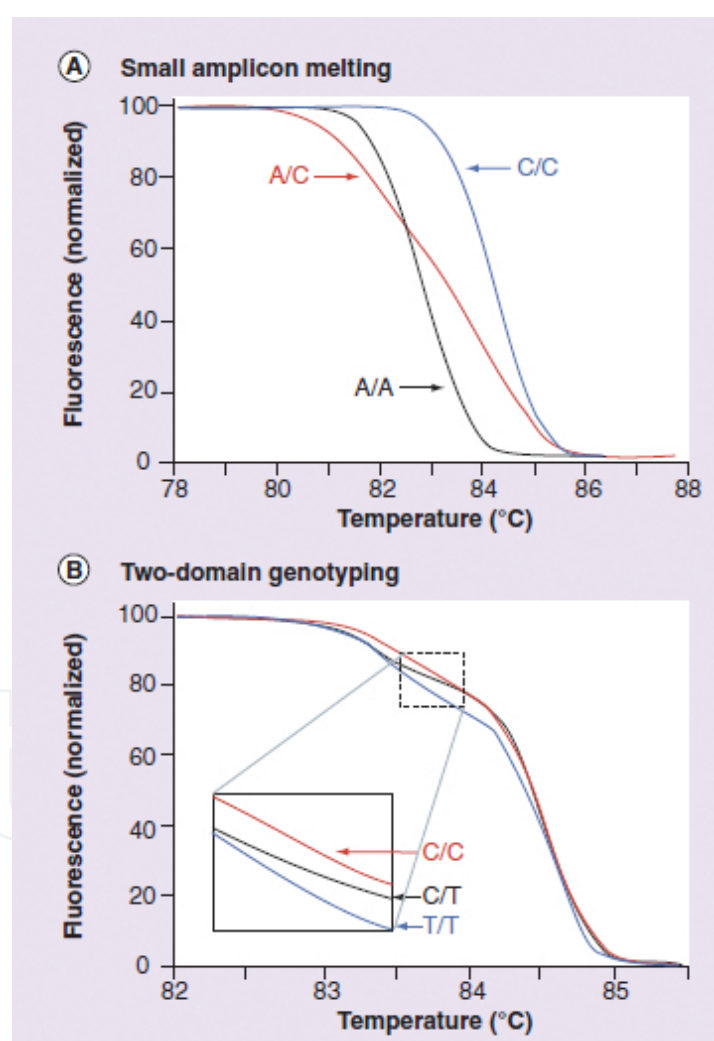 A Small amplicon melting
Fluorescence (normalized)
100
80
60
40
20
0
A/C
C/C
A/A
78 80 82 84 86 88
Temperature (°C)
B Two-domain genotyping
Fluorescence (normalized)
100
80
60
40
20
0
C/C
C/T
T/T
82 83 84 85
Temperature (°C)